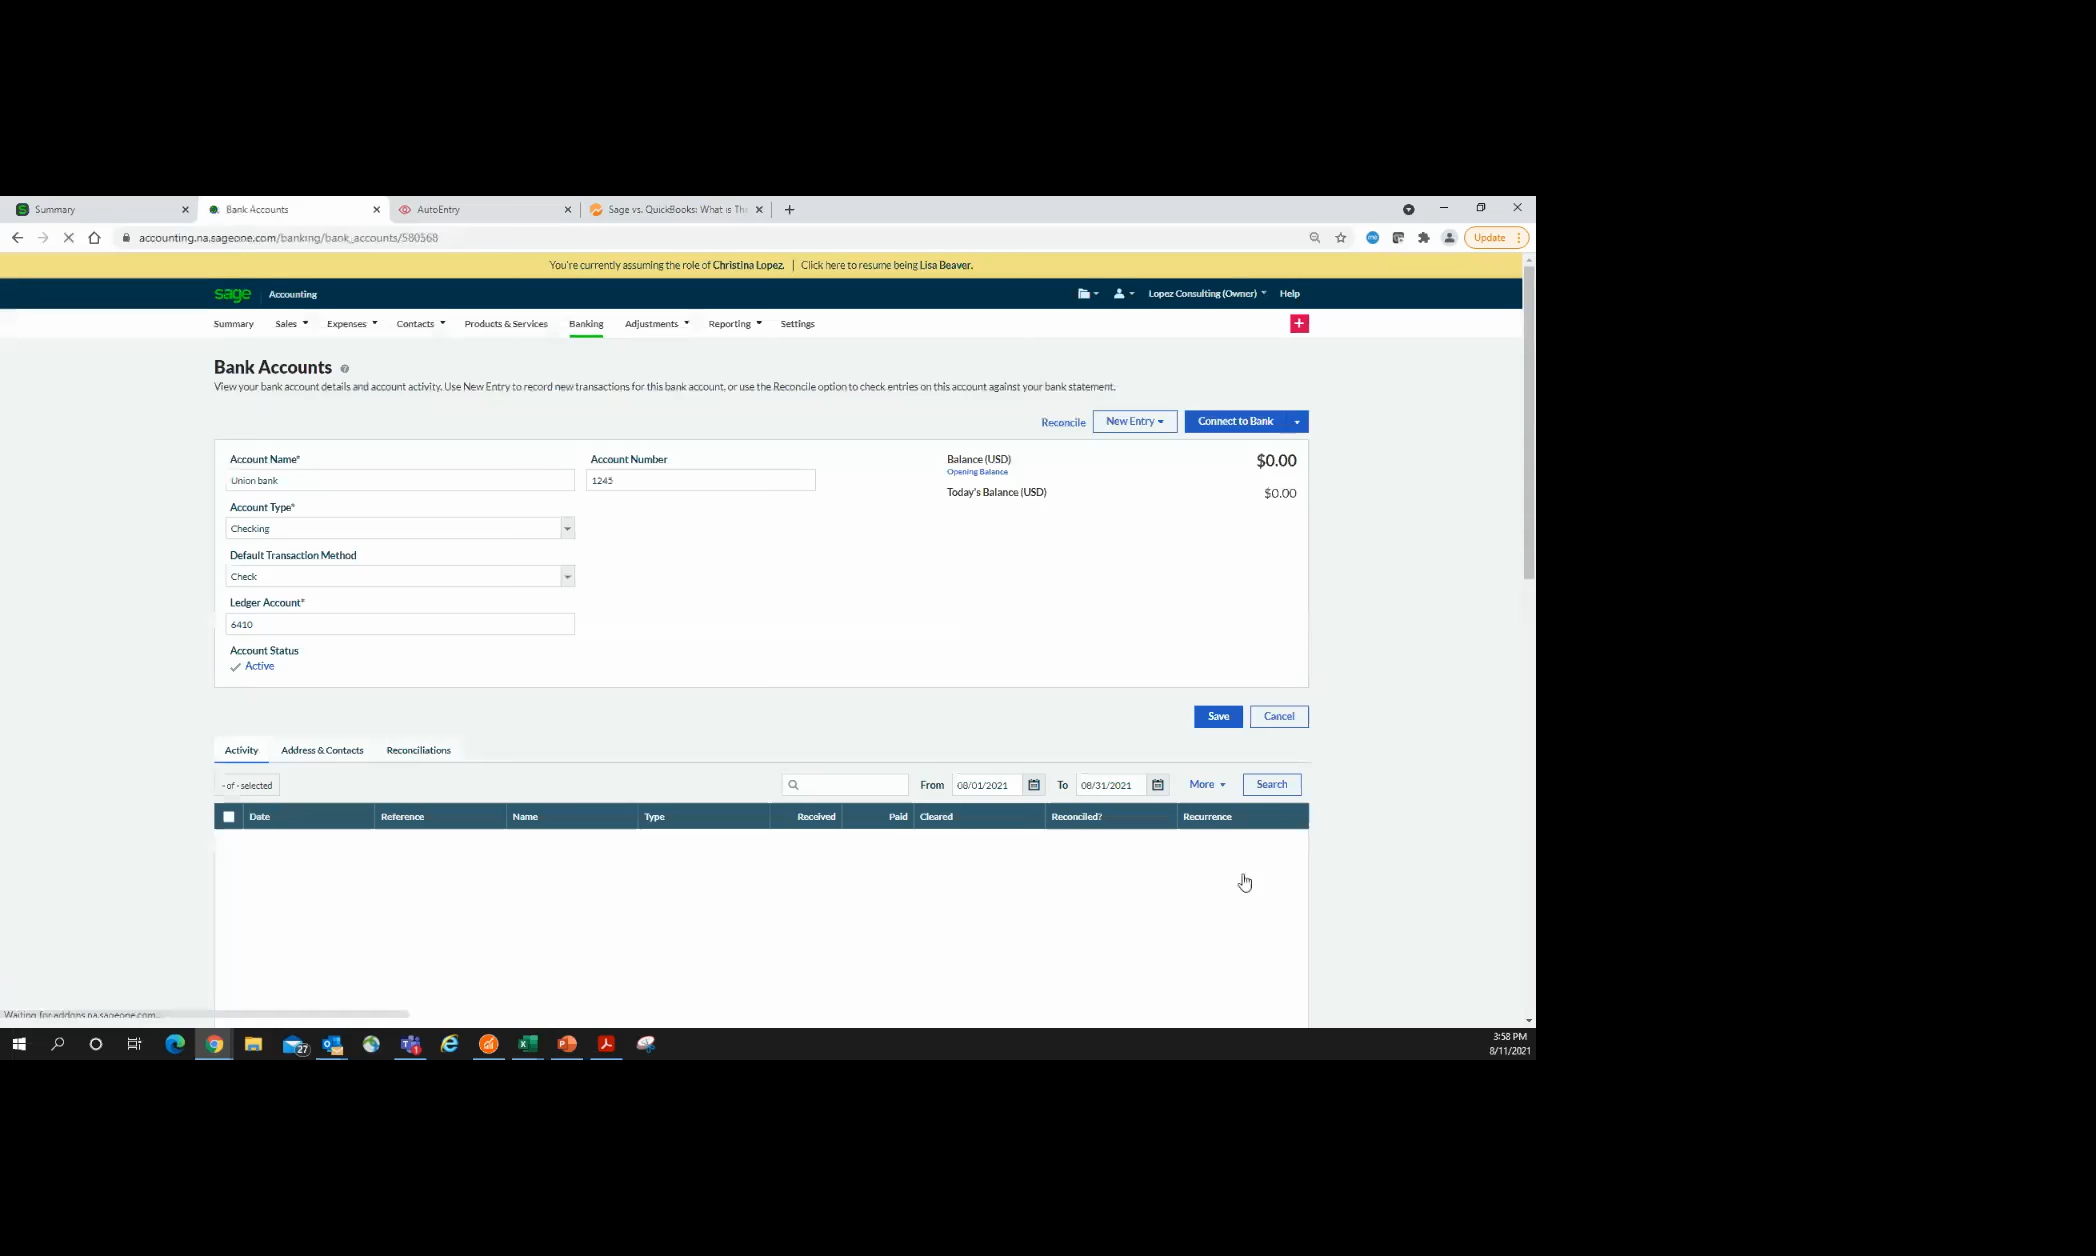 Summary
Bank Accounts
AutoEntry
Sage vs. QuickBooks: What is The
accounting.na.sageone.com/banking/bank_accounts/580568
Update
You're currently assuming the role of Christina Lopez. | Click here to resume being Lisa Beaver.
sage Accounting
Lopez Consulting (Owner) Help
Summary Sales Expenses Contacts Products & Services Banking Adjustments Reporting Settings
Bank Accounts
View your bank account details and account activity. Use New Entry to record new transactions for this bank account, or use the Reconcile option to check entries on this account against your bank statement.
Reconcile New Entry Connect to Bank
Account Name* Account Number
Union bank 1245
Balance (USD) $0.00
Opening Balance
Today's Balance (USD) $0.00
Account Type*
Checking
Default Transaction Method
Check
Ledger Account*
6410
Account Status
Active
Save Cancel
Activity Address & Contacts Reconciliations
- of - selected From 08/01/2021 To 08/31/2021 More Search
Date Reference Name Type Received Paid Cleared Reconciled? Recurrence
Waiting for addons.na.sageone.com...
27
1
3:58 PM
8/11/2021